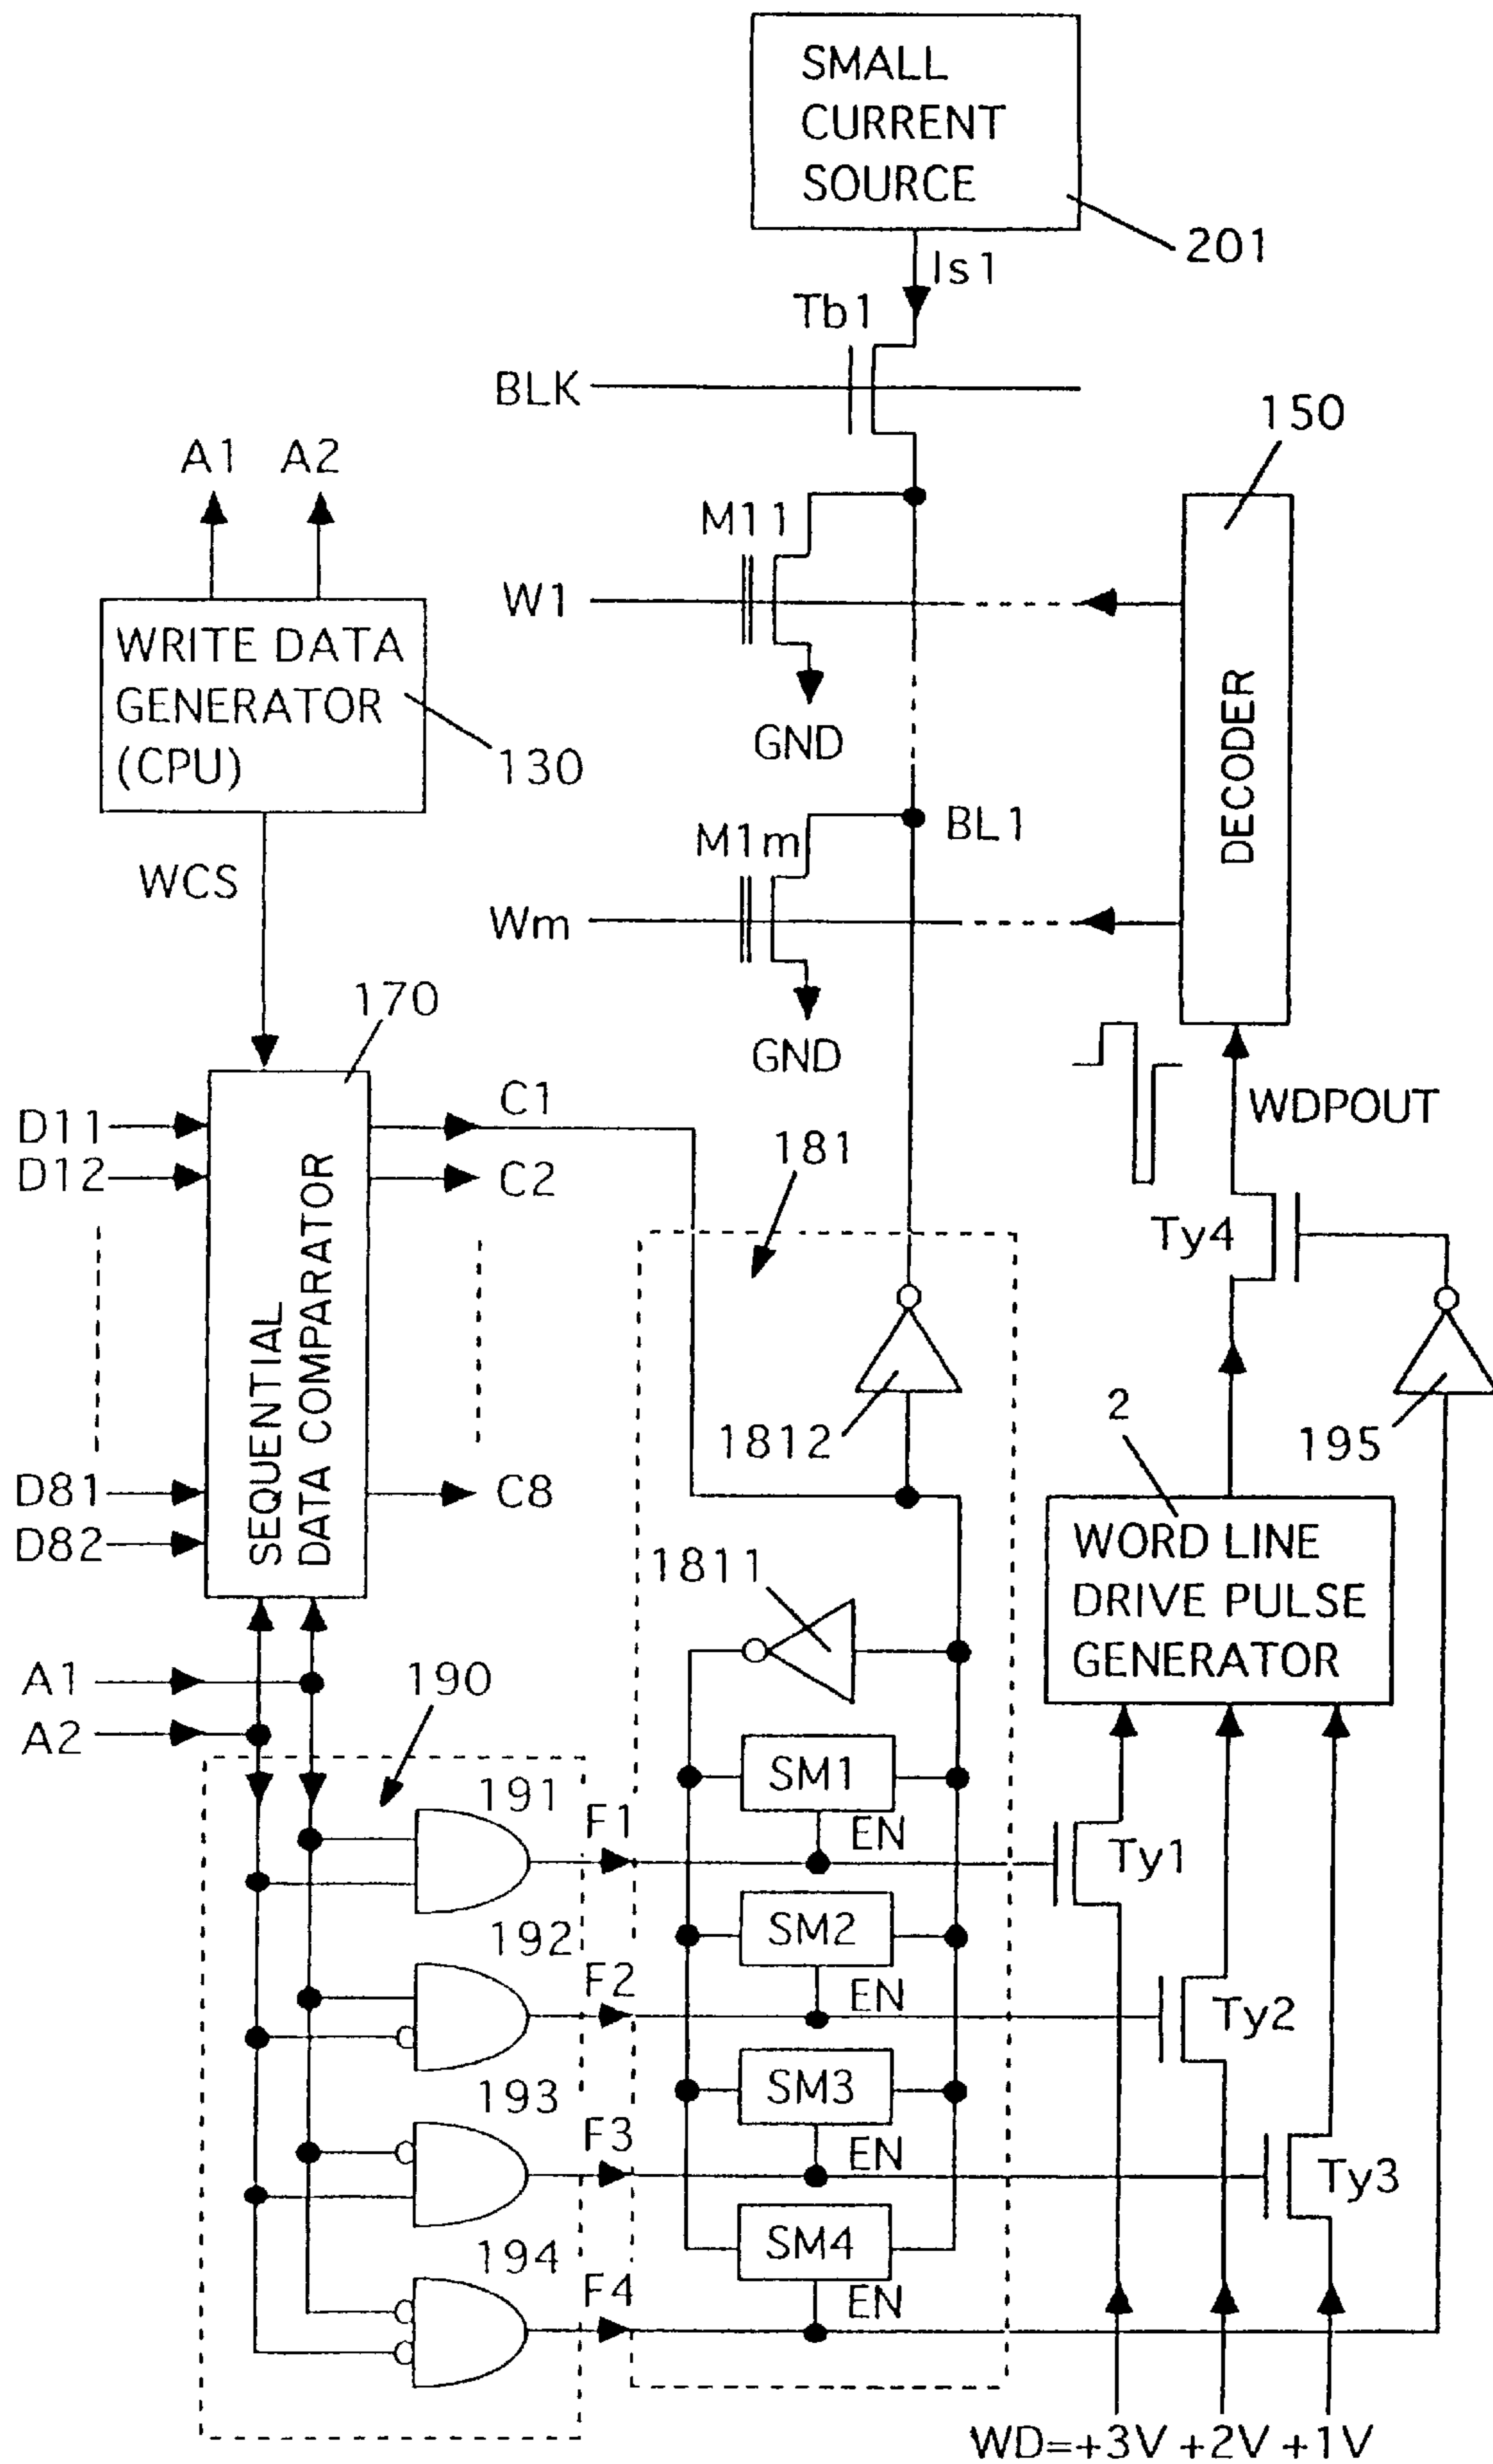 SMALL
CURRENT
SOURCE
201
Is1
Tb1
BLK
150
A1 A2
M11
W1
WRITE DATA
GENERATOR
(CPU)
130
GND
DECODER
M1m
BL1
WCS
Wm
170
GND
C1
WDPOUT
D11
D12
C2
181
SEQUENTIAL
DATA COMPARATOR
Ty4
1812
2
195
D81
C8
D82
1811
WORD LINE
DRIVE PULSE
GENERATOR
A1
190
A2
191
SM1
F1
EN
Ty1
192
SM2
F2
EN
Ty2
193
SM3
F3
EN
Ty3
194
SM4
F4
EN
WD=+3V +2V +1V